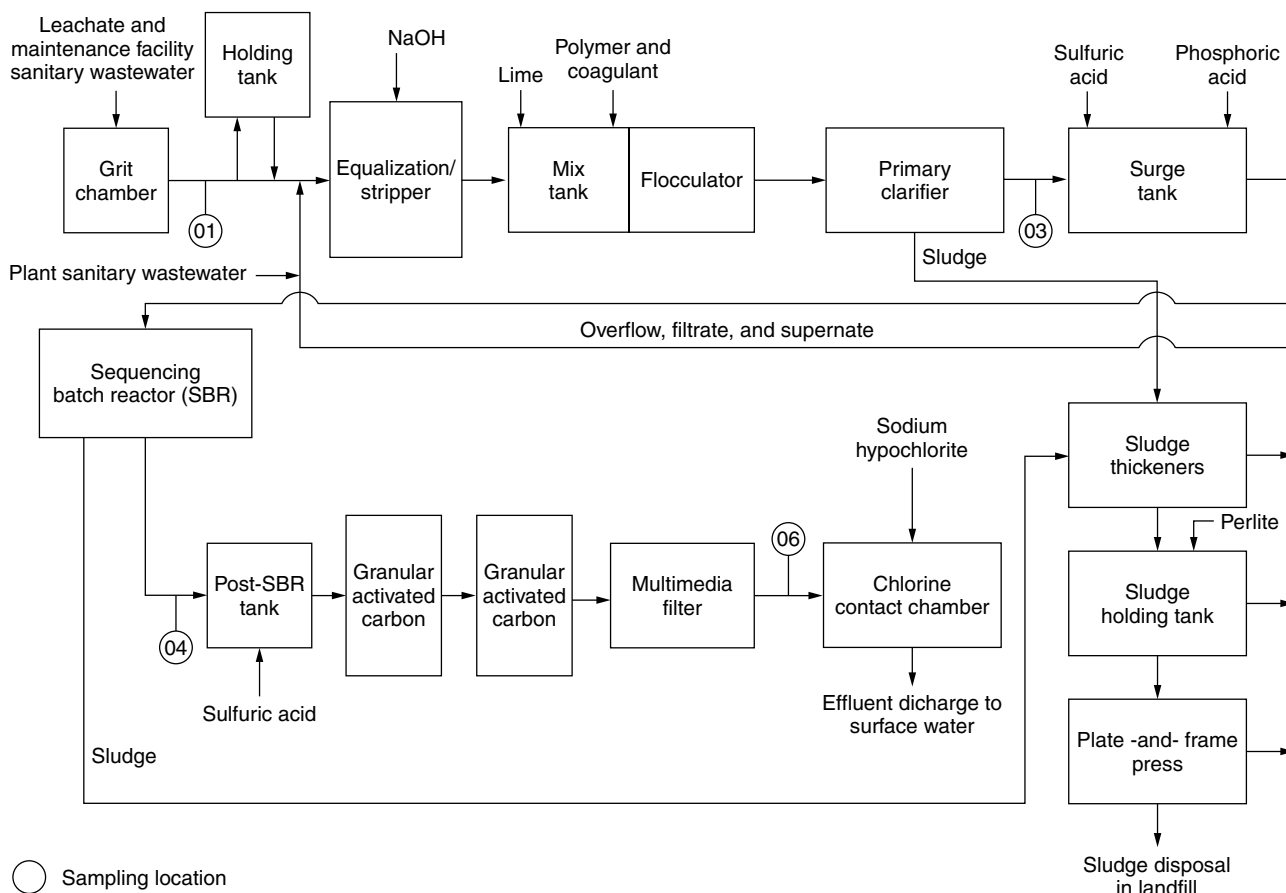 Leachate and
maintenance facility
sanitary wastewater
Holding
tank
NaOH
Polymer and
coagulant
Lime
Sulfuric
acid
Phosphoric
acid
Grit
chamber
Equalization/
stripper
Mix
tank
Flocculator
Primary
clarifier
Surge
tank
01
03
Plant sanitary wastewater
Sludge
Overflow, filtrate, and supernate
Sequencing
batch reactor (SBR)
Sodium
hypochlorite
Sludge
thickeners
Perlite
06
Post-SBR
tank
Granular
activated
carbon
Granular
activated
carbon
Multimedia
filter
Chlorine
contact chamber
Sludge
holding tank
04
Sulfuric acid
Effluent dicharge to
surface water
Sludge
Plate -and- frame
press
Sampling location
Sludge disposal
in landfill